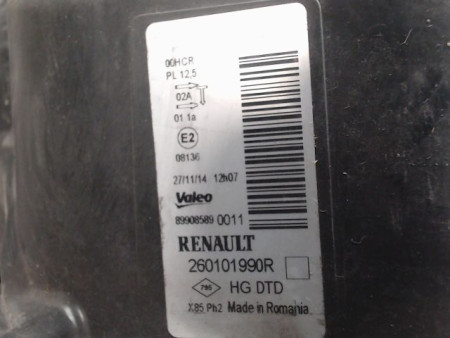 00HCR
PL 12,5
02A
01 1a
E2
08136
27/11/14 12h07
Valeo
89908589 0011
RENAULT
260101990R
HG DTD
X85 Ph2 Made in Romania